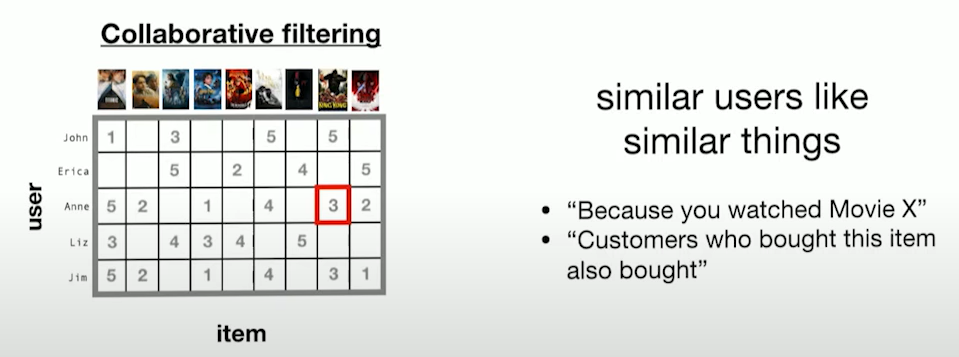 Collaborative filtering
KING KONG
John 1 3 5 5
Erica 5 2 4 5
Anne 5 2 1 4 3 2
Liz 3 4 3 4 5
Jim 5 2 1 4 3 1
user
item
similar users like
similar things
• “Because you watched Movie X”
• “Customers who bought this item
also bought”